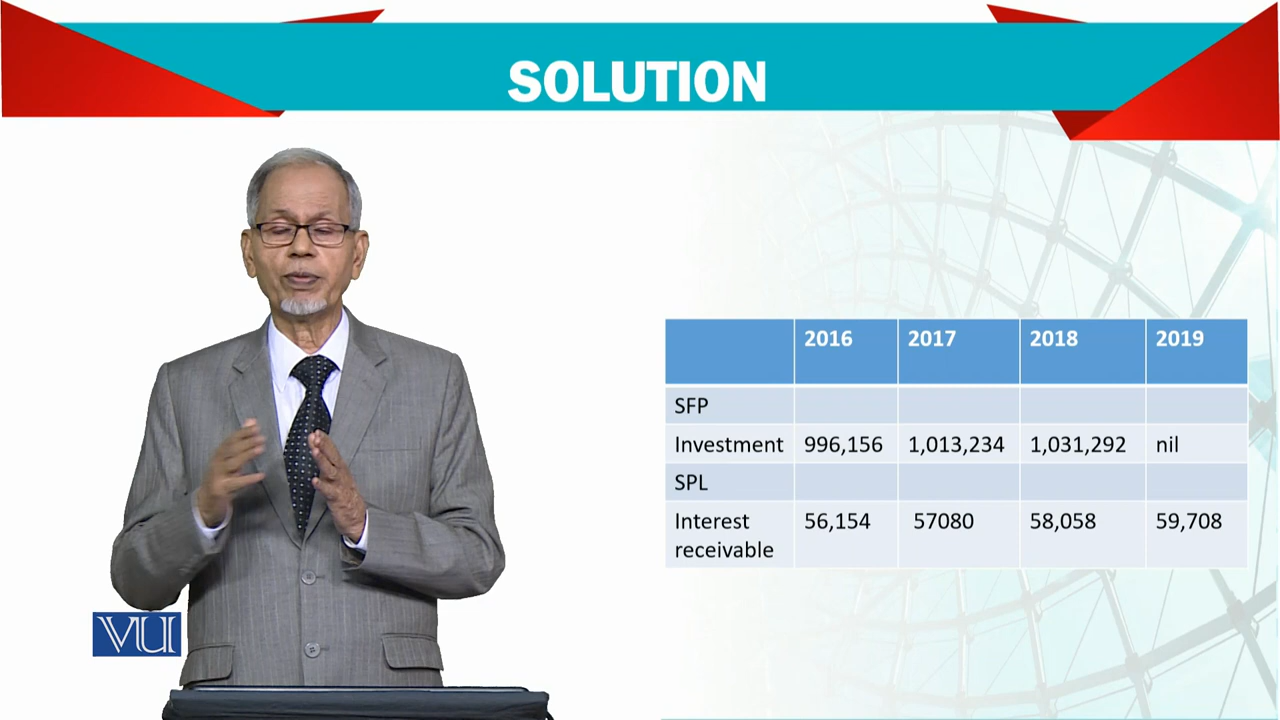 SOLUTION
2016 2017 2018 2019
SFP
Investment 996,156 1,013,234 1,031,292 nil
SPL
Interest receivable 56,154 57080 58,058 59,708
VU